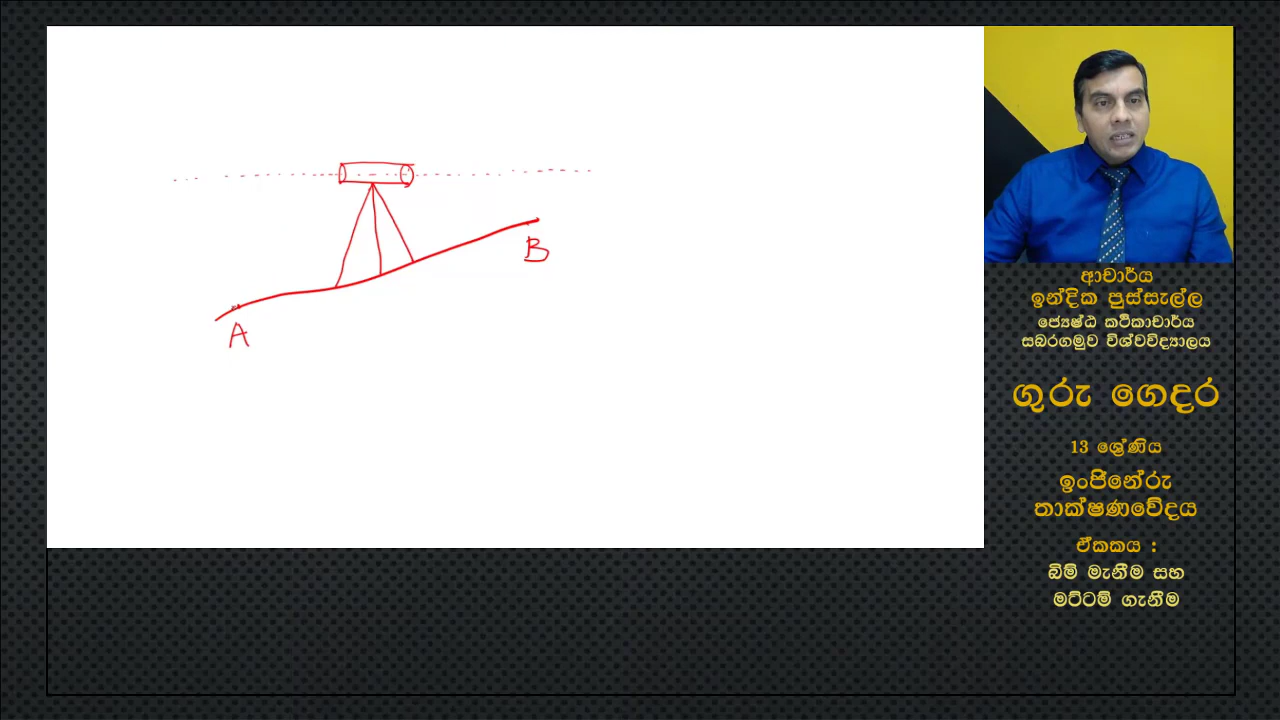 A
B
ආචාර්ය
ඉන්දික පුස්සැල්ල
ජ්‍යෙෂ්ඨ කථිකාචාර්ය
සබරගමුව විශ්වවිද්‍යාලය
ගුරු ගෙදර
13 ශ්‍රේණිය
ඉංජිනේරු
තාක්ෂණවේදය
ඒකකය :
බිම් මැනීම සහ
මට්ටම් ගැනීම